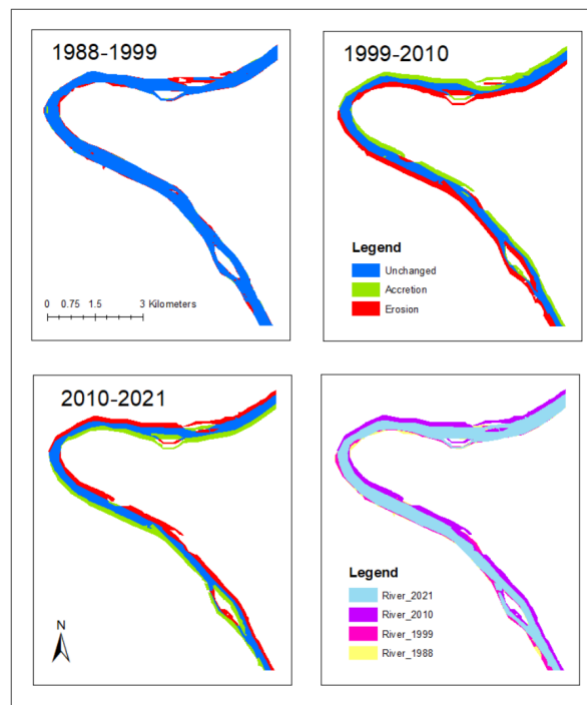 1988-1999
0 0.75 1.5 3 Kilometers
1999-2010
Legend
Unchanged
Accretion
Erosion
2010-2021
N
Legend
River_2021
River_2010
River_1999
River_1988